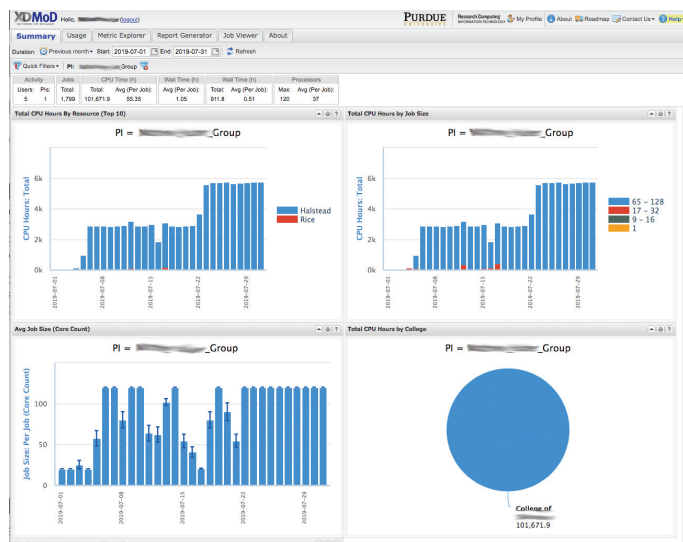 XDMoD Hello, (logout)
PURDUE
UNIVERSITY
Research Computing
INFORMATION TECHNOLOGY
My Profile
About
Roadmap
Contact Us
Help
Summary
Usage
Metric Explorer
Report Generator
Job Viewer
About
Duration: Previous month Start: 2019-07-01 End: 2019-07-31 Refresh
Quick Filters PI: _Group
Activity Jobs CPU Time (h) Wait Time (h) Wall Time (h) Processors
Users: PIs: Total: Total: Avg (Per Job): Avg (Per Job): Total: Avg (Per Job): Max: Avg (Per Job):
5 1 1,799 101,671.9 55.35 1.05 911.8 0.51 120 37
Total CPU Hours By Resource (Top 10)
PI = _Group
CPU Hours: Total
6k
4k
2k
0k
2019-07-01
2019-07-08
2019-07-15
2019-07-22
2019-07-29
Halstead
Rice
Total CPU Hours by Job Size
PI = _Group
CPU Hours: Total
6k
4k
2k
0k
2019-07-01
2019-07-08
2019-07-15
2019-07-22
2019-07-29
65 - 128
17 - 32
9 - 16
1
Avg Job Size (Core Count)
PI = _Group
Job Size: Per Job (Core Count)
100
50
0
2019-07-01
2019-07-08
2019-07-15
2019-07-22
2019-07-29
Total CPU Hours by College
PI = _Group
College of
101,671.9